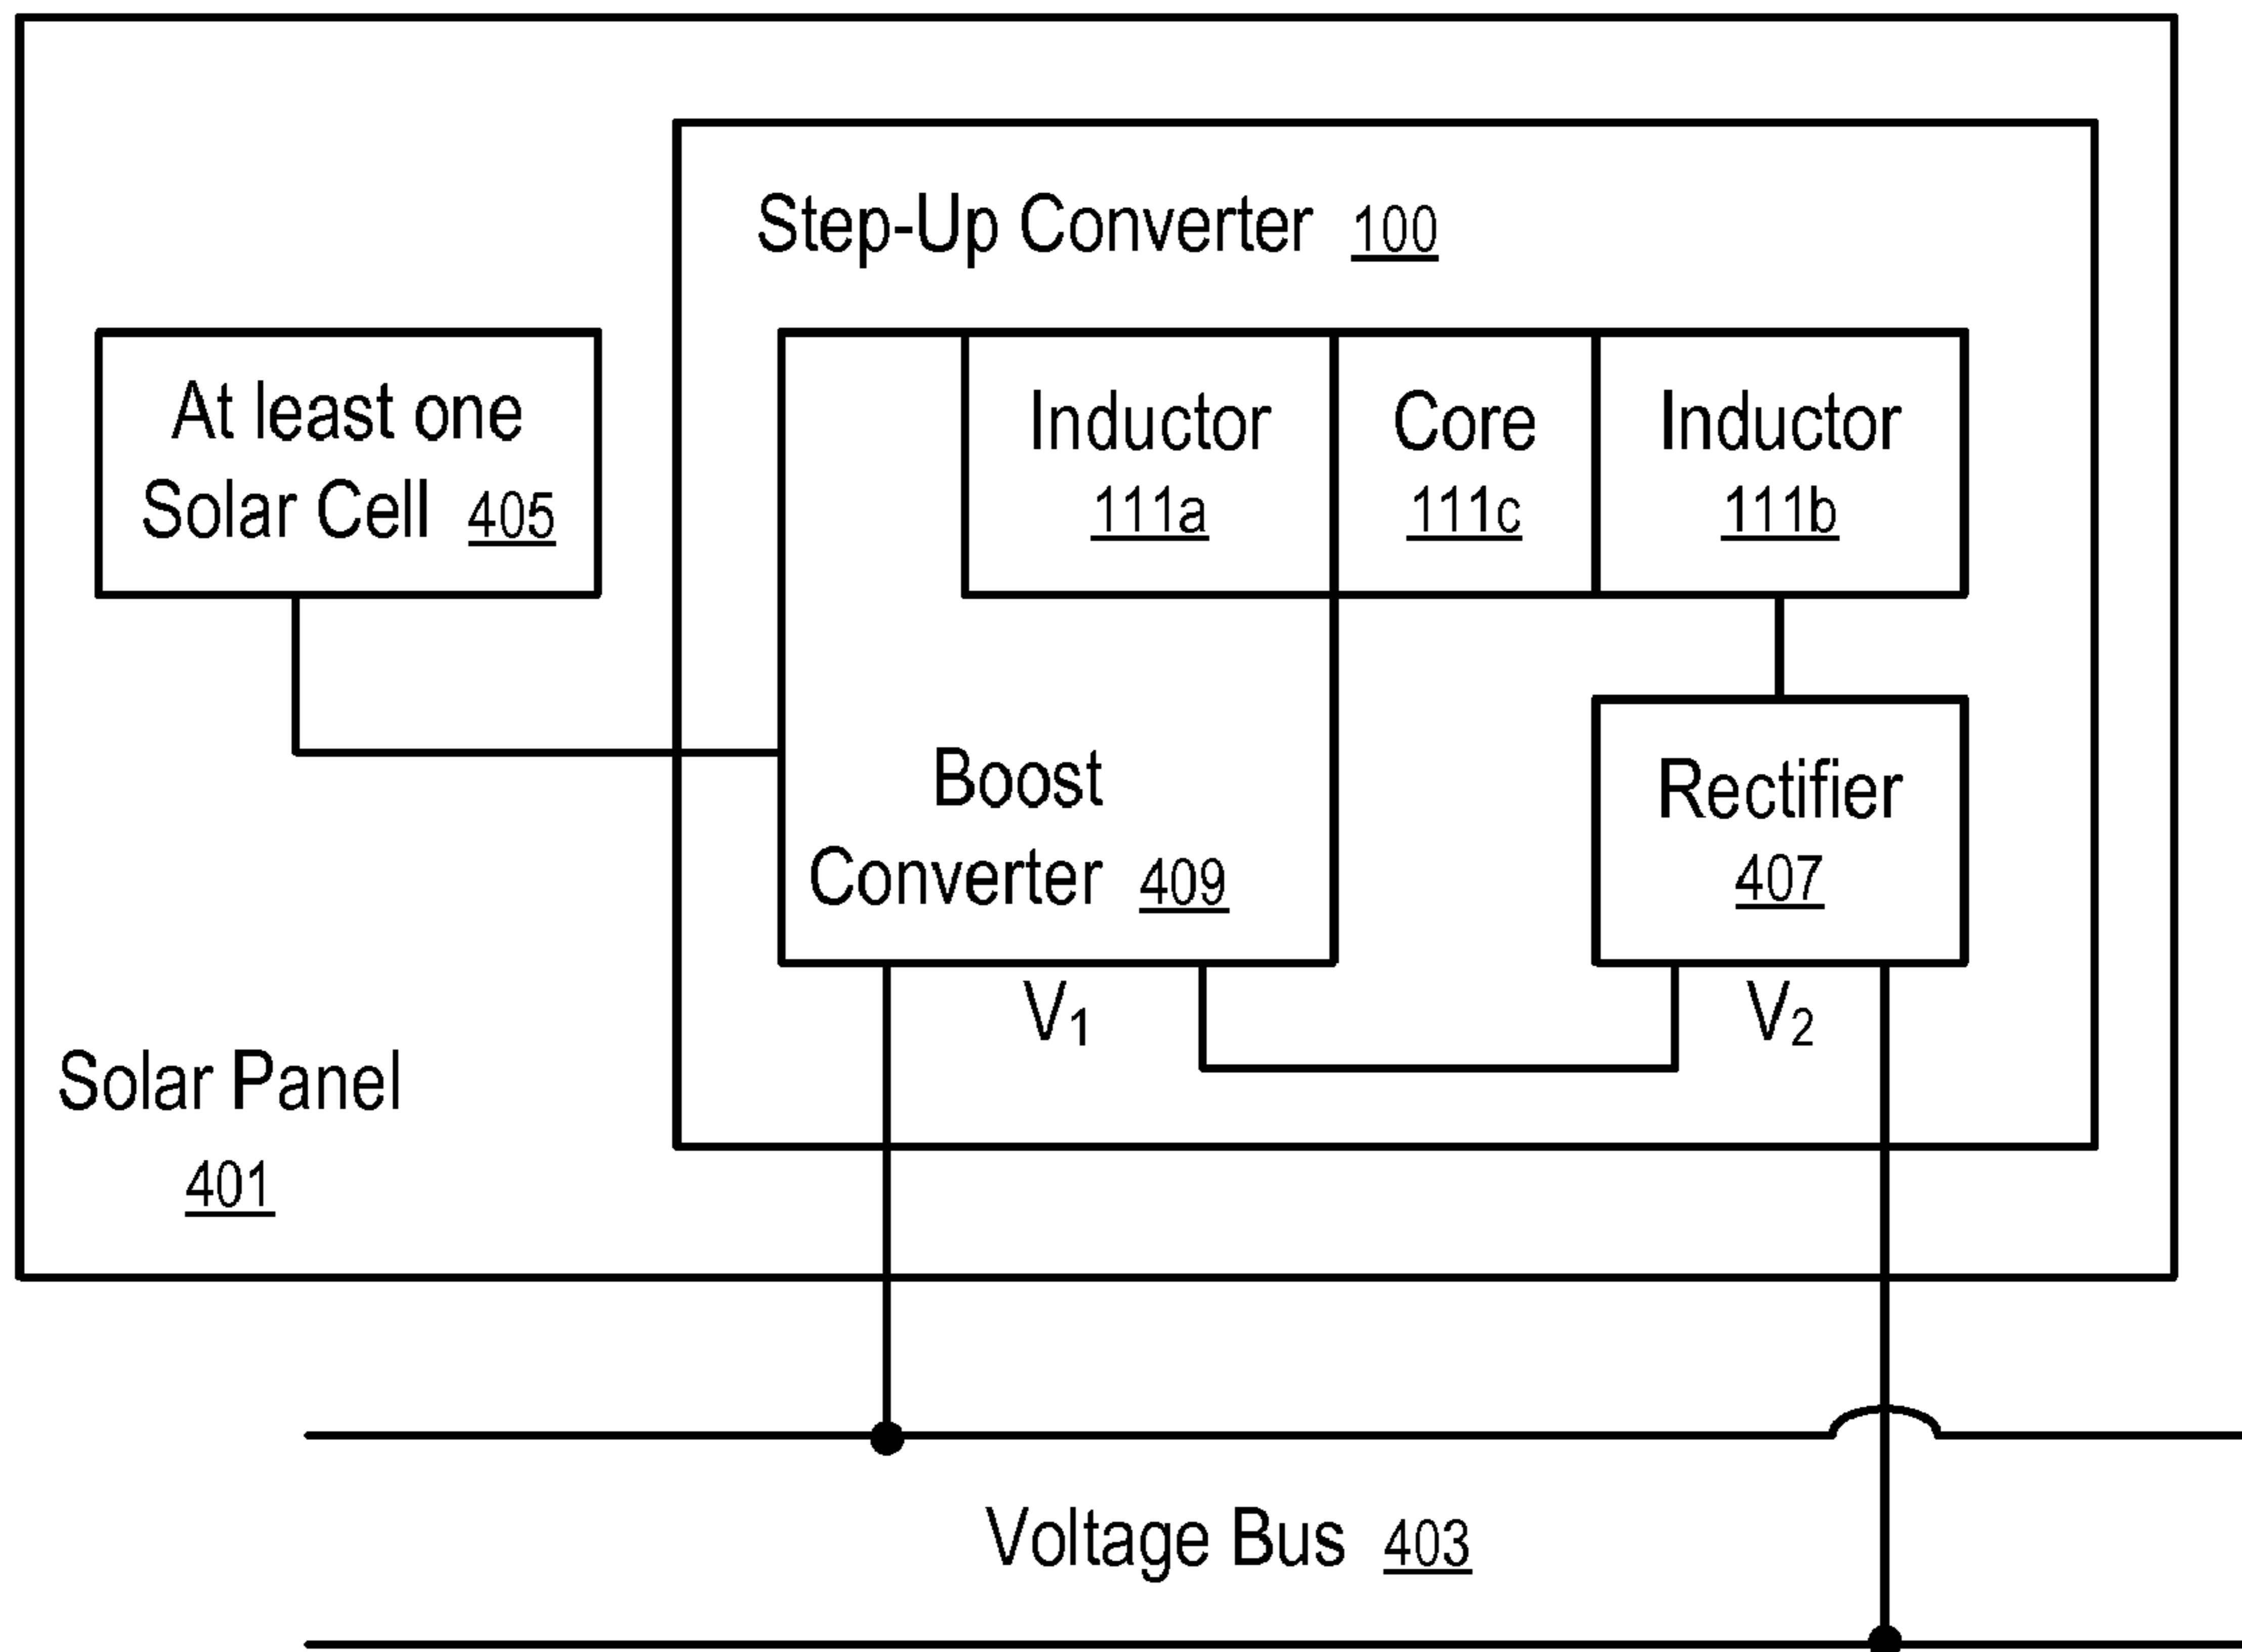 Step-Up Converter 100
At least one
Solar Cell 405
Inductor
111a
Core
111c
Inductor
111b
Boost
Converter 409
Rectifier
407
V₁
V₂
Solar Panel
401
Voltage Bus 403